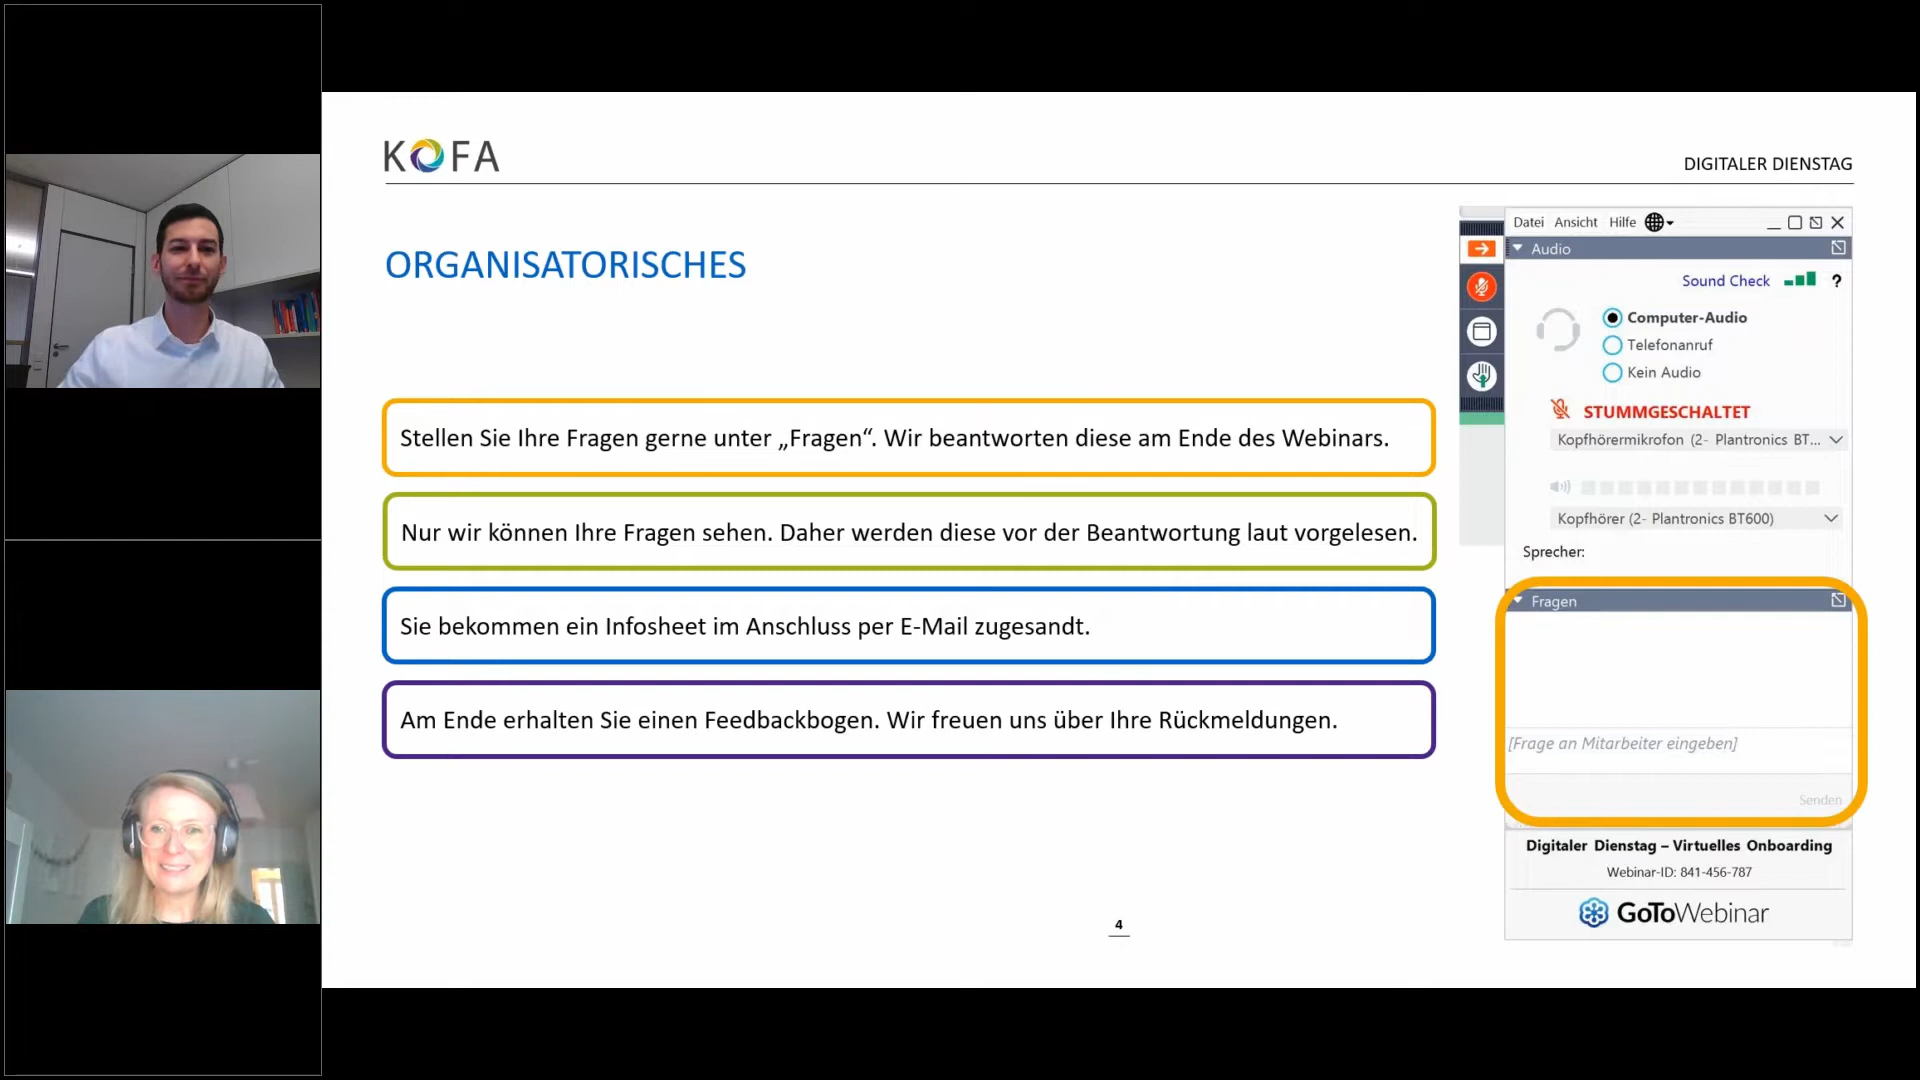 KOFA
DIGITALER DIENSTAG
ORGANISATORISCHES
Stellen Sie Ihre Fragen gerne unter „Fragen“. Wir beantworten diese am Ende des Webinars.
Nur wir können Ihre Fragen sehen. Daher werden diese vor der Beantwortung laut vorgelesen.
Sie bekommen ein Infosheet im Anschluss per E-Mail zugesandt.
Am Ende erhalten Sie einen Feedbackbogen. Wir freuen uns über Ihre Rückmeldungen.
4
Datei Ansicht Hilfe
Audio
Sound Check ?
Computer-Audio
Telefonanruf
Kein Audio
STUMMGESCHALTET
Kopfhörermikrofon (2- Plantronics BT...
Kopfhörer (2- Plantronics BT600)
Sprecher:
Fragen
[Frage an Mitarbeiter eingeben]
Senden
Digitaler Dienstag – Virtuelles Onboarding
Webinar-ID: 841-456-787
GoToWebinar